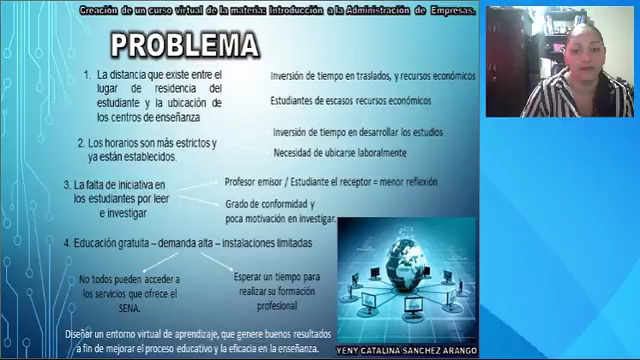 Creación de un curso virtual de la materia: Introducción a la Administración de Empresas.
PROBLEMA
1. La distancia que existe entre el
lugar de residencia del
estudiante y la ubicación de
los centros de enseñanza
Inversión de tiempo en traslados, y recursos económicos
Estudiantes de escasos recursos económicos
2. Los horarios son más estrictos y
ya están establecidos.
Inversión de tiempo en desarrollar los estudios
Necesidad de ubicarse laboralmente
3. La falta de iniciativa en
los estudiantes por leer
e investigar
Profesor emisor / Estudiante el receptor = menor reflexión
Grado de conformidad y
poca motivación en investigar.
4. Educación gratuita – demanda alta – instalaciones limitadas
No todos pueden acceder a
los servicios que ofrece el
SENA.
Esperar un tiempo para
realizar su formación
profesional
Diseñar un entorno virtual de aprendizaje, que genere buenos resultados
a fin de mejorar el proceso educativo y la eficacia en la enseñanza.
YENY CATALINA SANCHEZ ARANGO